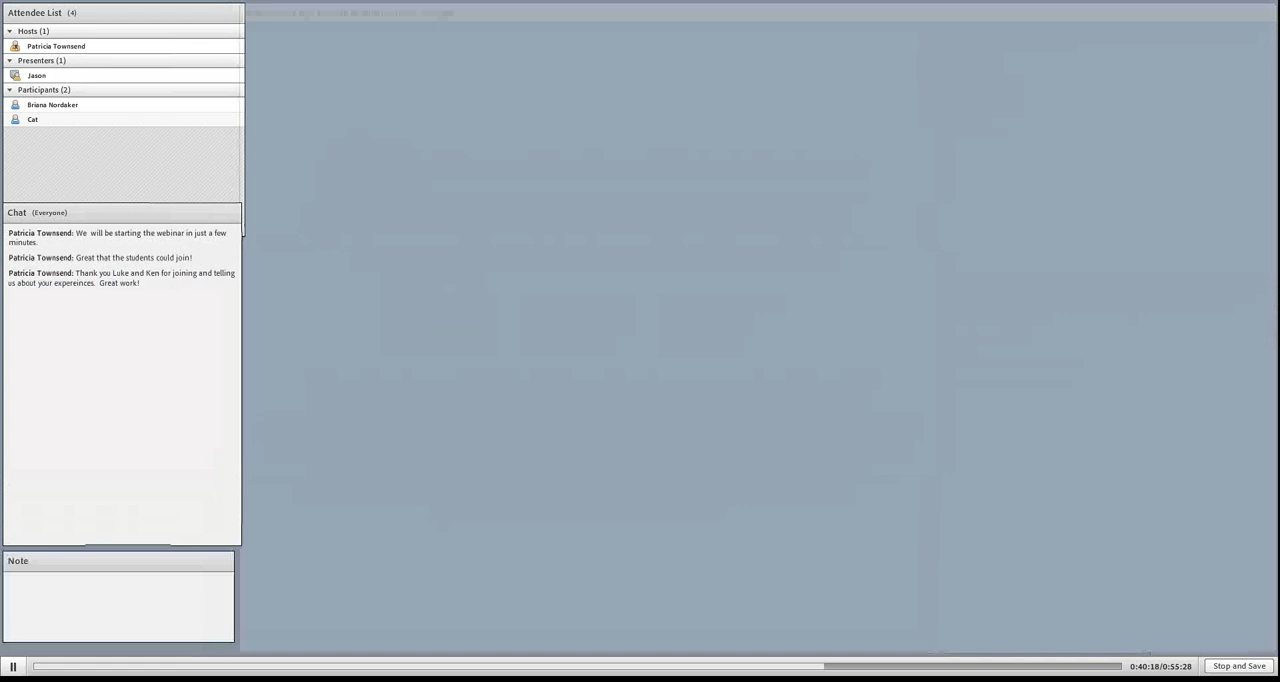 Attendee List (4)
Hosts (1)
Patricia Townsend
Presenters (1)
Jason
Participants (2)
Briana Nordaker
Cat
Chat (Everyone)
Patricia Townsend: We will be starting the webinar in just a few
minutes.
Patricia Townsend: Great that the students could join!
Patricia Townsend: Thank you Luke and Ken for joining and telling
us about your expereinces. Great work!
Note
0:40:18/0:55:28
Stop and Save